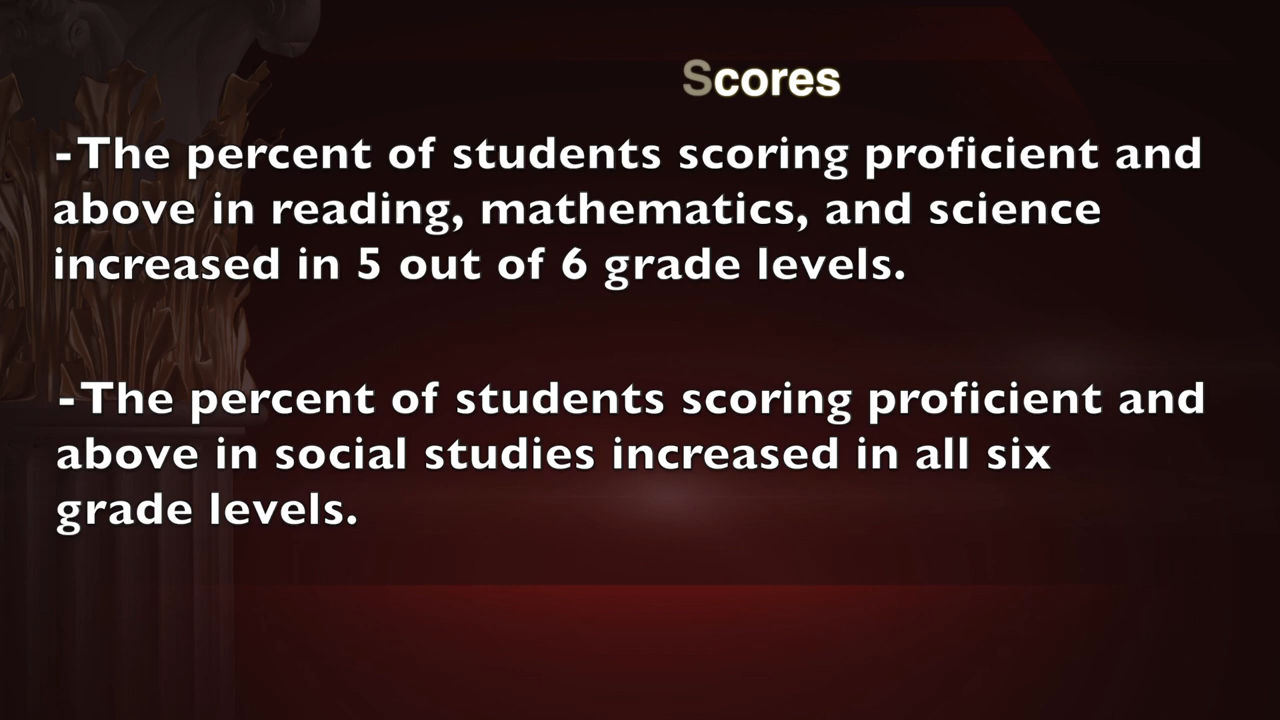 Scores
-The percent of students scoring proficient and
above in reading, mathematics, and science
increased in 5 out of 6 grade levels.
-The percent of students scoring proficient and
above in social studies increased in all six
grade levels.